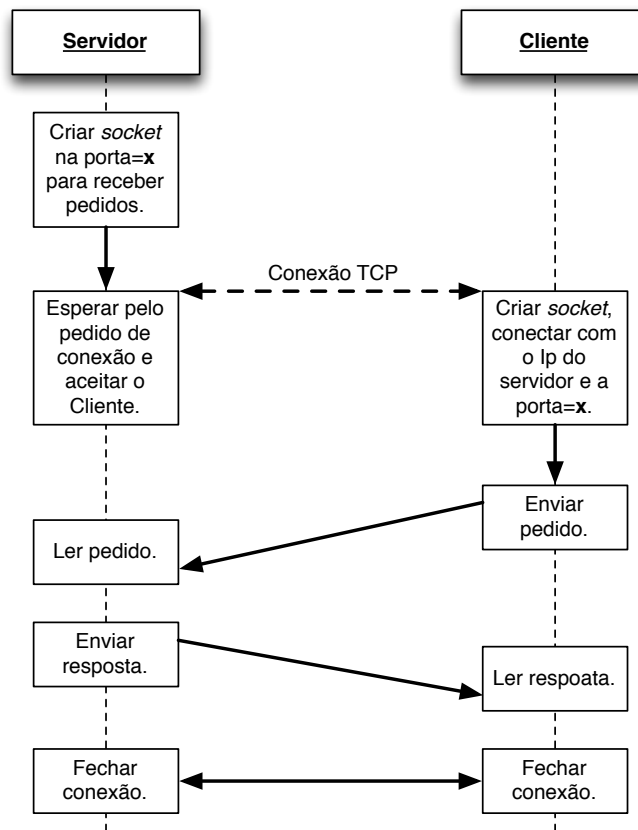 Servidor
Cliente
Criar socket
na porta=x
para receber
pedidos.
Conexão TCP
Esperar pelo
pedido de
conexão e
aceitar o
Cliente.
Criar socket,
conectar com
o Ip do
servidor e a
porta=x.
Enviar
pedido.
Ler pedido.
Enviar
resposta.
Ler respoata.
Fechar
conexão.
Fechar
conexão.